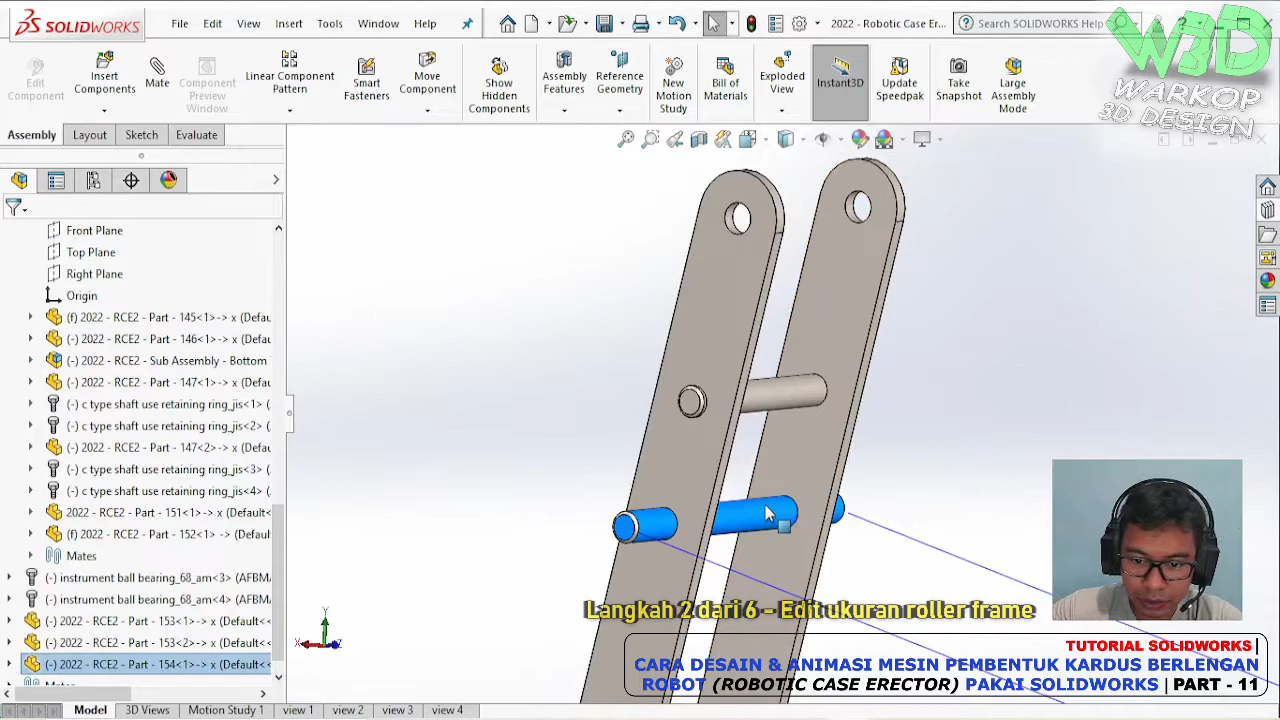 SOLIDWORKS
File
Edit
View
Insert
Tools
Window
Help
2022 - Robotic Case Er...
Search SOLIDWORKS Help
W3D
WARKOP
3D DESIGN
Edit
Component
Insert
Components
Mate
Component
Preview
Window
Linear Component
Pattern
Smart
Fasteners
Move
Component
Show
Hidden
Components
Assembly
Features
Reference
Geometry
New
Motion
Study
Bill of
Materials
Exploded
View
Instant3D
Update
Speedpak
Take
Snapshot
Large
Assembly
Mode
Assembly
Layout
Sketch
Evaluate
Front Plane
Top Plane
Right Plane
Origin
(f) 2022 - RCE2 - Part - 145<1>-> x (Defau
(-) 2022 - RCE2 - Part - 146<1>-> x (Defau
(-) 2022 - RCE2 - Sub Assembly - Bottom
(-) 2022 - RCE2 - Part - 147<1>-> x (Defau
(-) c type shaft use retaining ring_jis<1> (
(-) c type shaft use retaining ring_jis<2> (
(-) 2022 - RCE2 - Part - 147<2>-> x (Defau
(-) c type shaft use retaining ring_jis<3> (
(-) c type shaft use retaining ring_jis<4> (
2022 - RCE2 - Part - 151<1>-> x (Default<
(f) 2022 - RCE2 - Part - 152<1>-> x (Defau
Mates
(-) instrument ball bearing_68_am<3> (AFBM
(-) instrument ball bearing_68_am<4> (AFBM
(-) 2022 - RCE2 - Part - 153<1>-> x (Default<<
(-) 2022 - RCE2 - Part - 153<2>-> x (Default<<
(-) 2022 - RCE2 - Part - 154<1>-> x (Default<<
Y
X
Z
Langkah 2 dari 6 - Edit ukuran roller frame
TUTORIAL SOLIDWORKS |
CARA DESAIN & ANIMASI MESIN PEMBENTUK KARDUS BERLENGAN
ROBOT (ROBOTIC CASE ERECTOR) PAKAI SOLIDWORKS | PART - 11
Model
3D Views
Motion Study 1
view 1
view 2
view 3
view 4